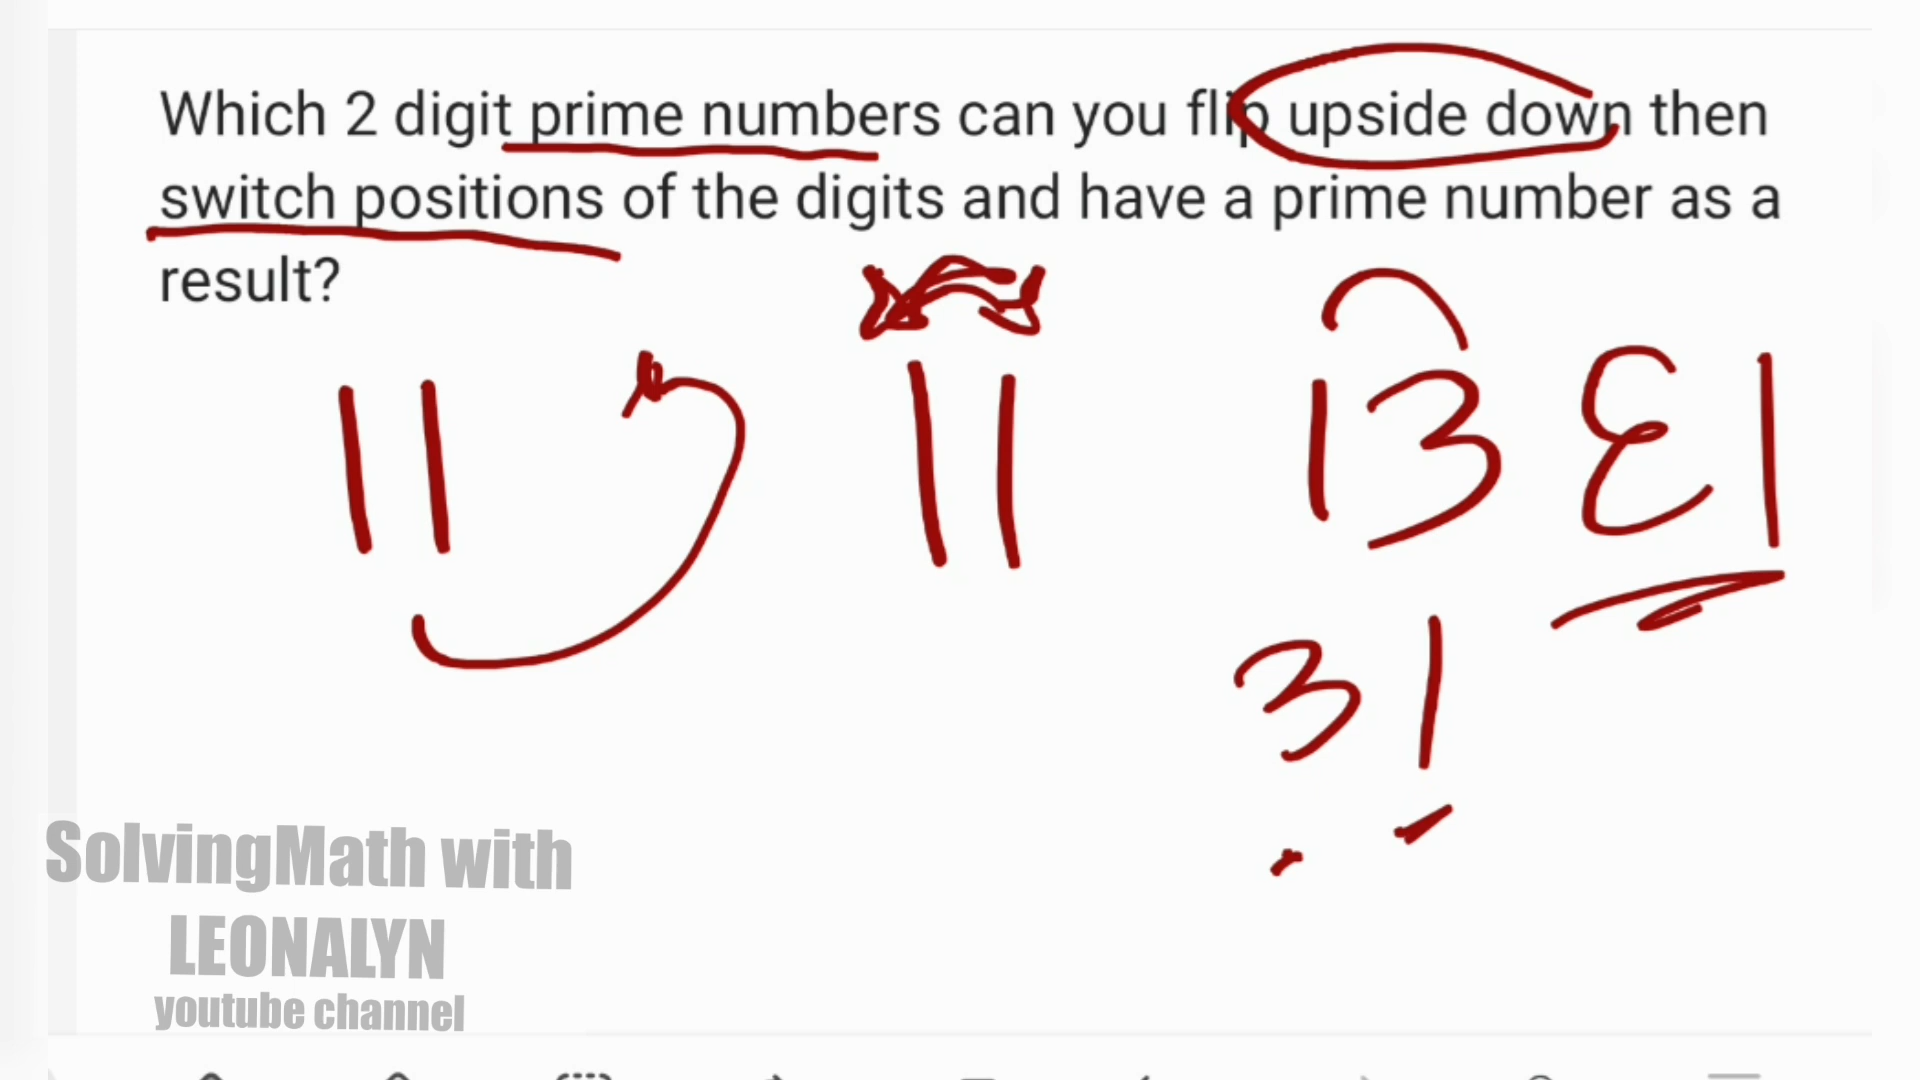 Which 2 digit prime numbers can you flip upside down then
switch positions of the digits and have a prime number as a
result?
11 11 13 Ɛ1
31
SolvingMath with
LEONALYN
youtube channel